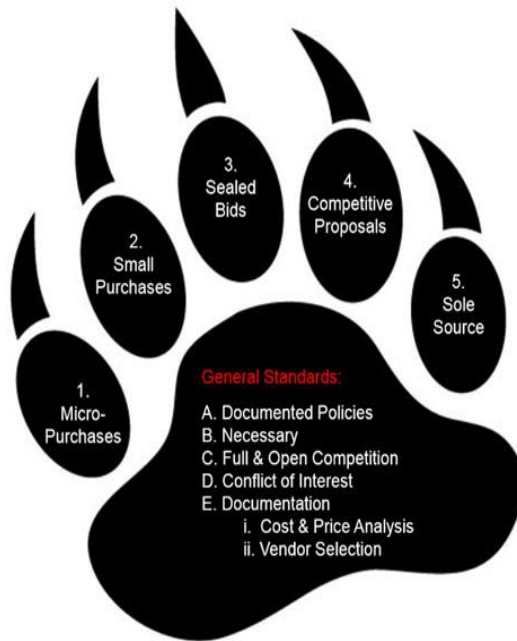 1.
Micro-
Purchases
2.
Small
Purchases
3.
Sealed
Bids
4.
Competitive
Proposals
5.
Sole
Source
General Standards:
A. Documented Policies
B. Necessary
C. Full & Open Competition
D. Conflict of Interest
E. Documentation
i. Cost & Price Analysis
ii. Vendor Selection